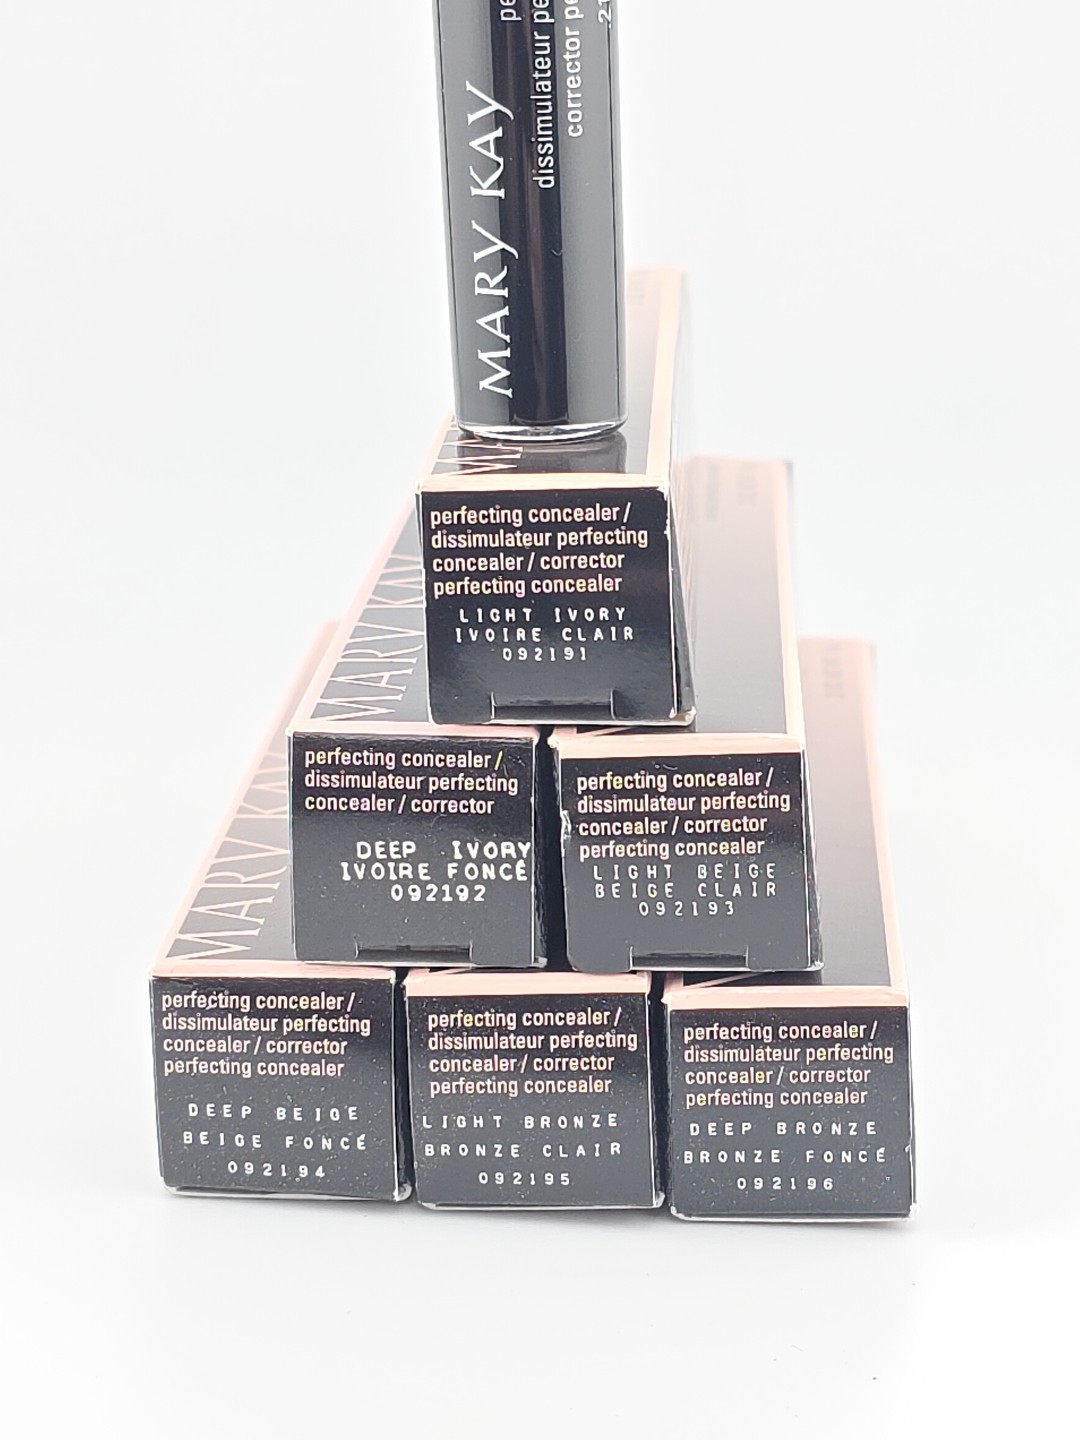 MARY KAY
pe
dissimulateur pe
corrector pe
21
perfecting concealer /
dissimulateur perfecting
concealer / corrector
perfecting concealer
LIGHT IVORY
IVOIRE CLAIR
092191
MARY KAY
perfecting concealer /
dissimulateur perfecting
concealer / corrector
DEEP IVORY
IVOIRE FONCÉ
092192
perfecting concealer /
dissimulateur perfecting
concealer / corrector
perfecting concealer
LIGHT BEIGE
BEIGE CLAIR
092193
MARY KAY
perfecting concealer /
dissimulateur perfecting
concealer / corrector
perfecting concealer
DEEP BEIGE
BEIGE FONCÉ
092194
perfecting concealer /
dissimulateur perfecting
concealer / corrector
perfecting concealer
LIGHT BRONZE
BRONZE CLAIR
092195
perfecting concealer /
dissimulateur perfecting
concealer / corrector
perfecting concealer
DEEP BRONZE
BRONZE FONCÉ
092196